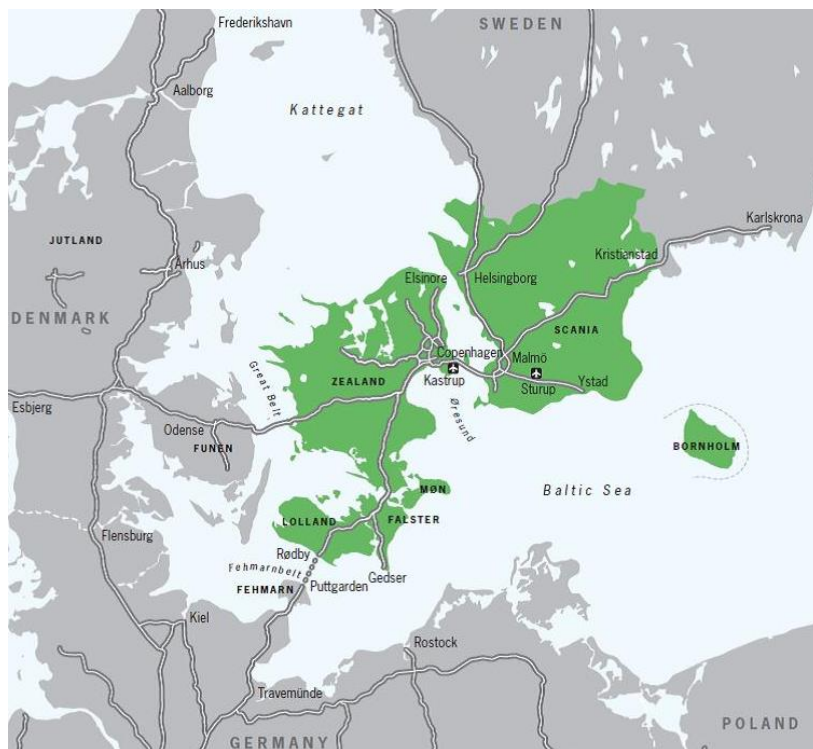 Frederikshavn
SWEDEN
Aalborg
Kattegat
Karlskrona
JUTLAND
Kristianstad
Århus
Elsinore
Helsingborg
DENMARK
SCANIA
Copenhagen
Malmö
Great Belt
ZEALAND
Kastrup
Sturup
Ystad
Esbjerg
Øresund
Odense
FUNEN
BORNHOLM
MØN
Baltic Sea
LOLLAND
FALSTER
Flensburg
Rødby
Fehmarnbelt
Gedser
FEHMARN
Puttgarden
Kiel
Rostock
Travemünde
POLAND
GERMANY